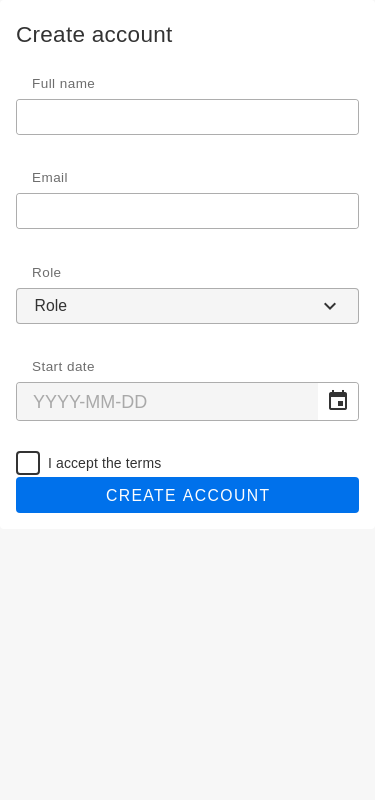 Create account
Full name
Email
Role
Role
Start date
YYYY-MM-DD
I accept the terms
CREATE ACCOUNT